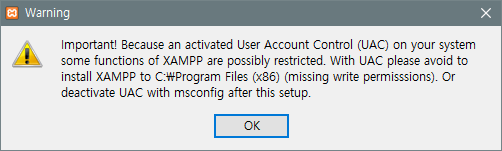 Warning
Important! Because an activated User Account Control (UAC) on your system
some functions of XAMPP are possibly restricted. With UAC please avoid to
install XAMPP to C:₩Program Files (x86) (missing write permisssions). Or
deactivate UAC with msconfig after this setup.
OK